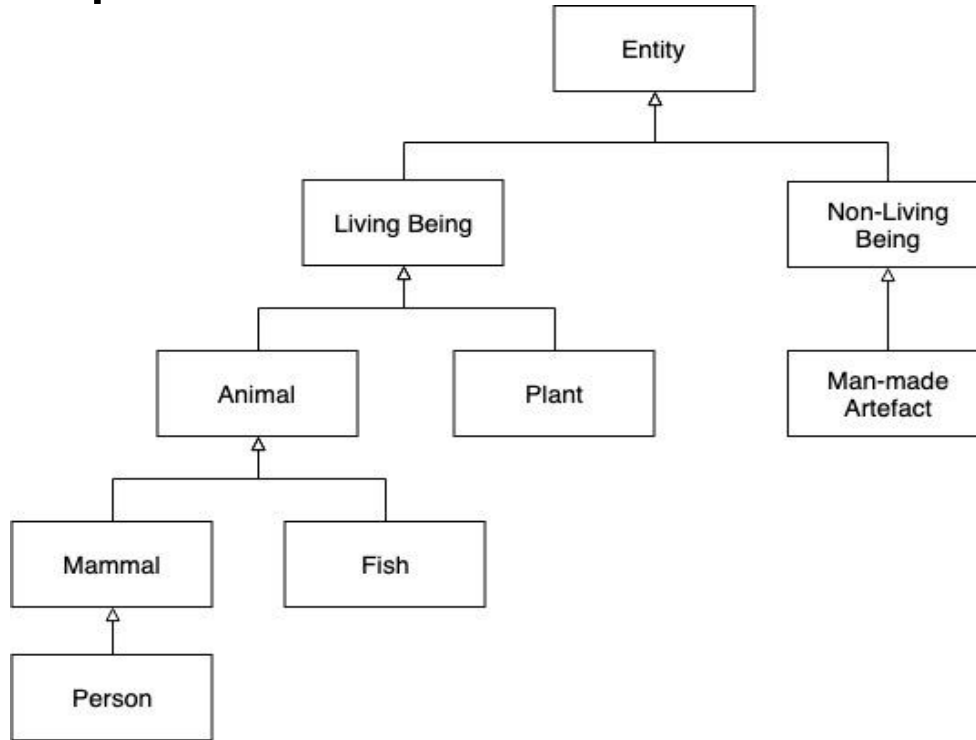 Entity
Living Being
Non-Living
Being
Animal
Plant
Man-made
Artefact
Mammal
Fish
Person